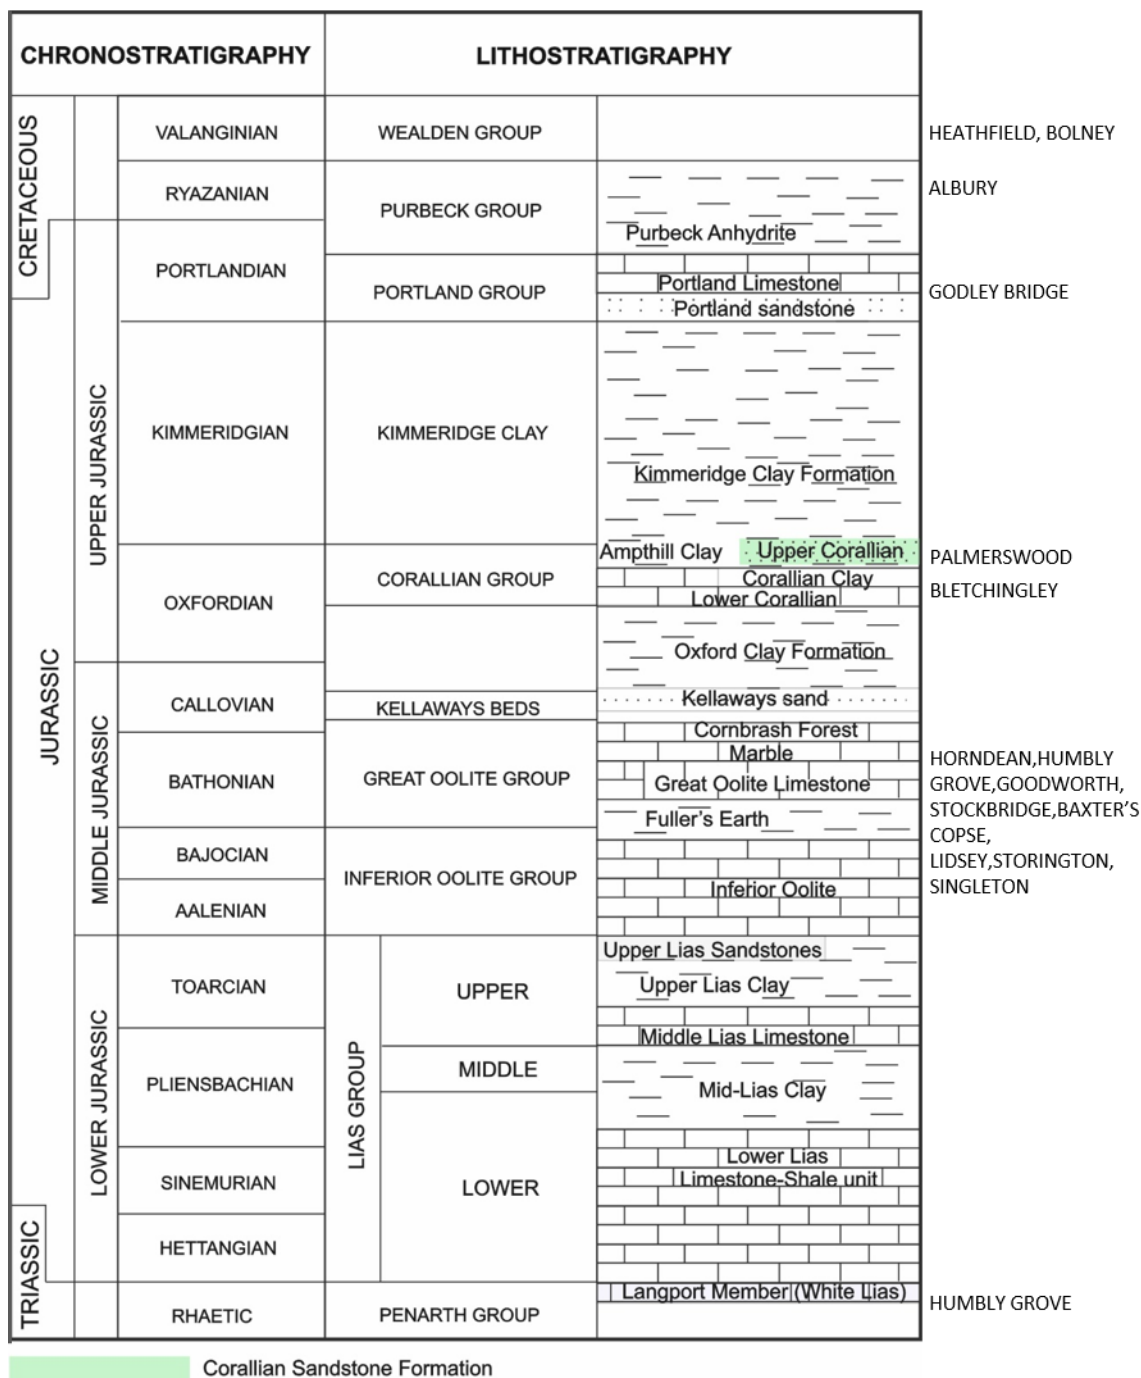 CHRONOSTRATIGRAPHY
LITHOSTRATIGRAPHY
CRETACEOUS
JURASSIC
TRIASSIC
UPPER JURASSIC
MIDDLE JURASSIC
LOWER JURASSIC
VALANGINIAN
RYAZANIAN
PORTLANDIAN
KIMMERIDGIAN
OXFORDIAN
CALLOVIAN
BATHONIAN
BAJOCIAN
AALENIAN
TOARCIAN
PLIENSBACHIAN
SINEMURIAN
HETTANGIAN
RHAETIC
WEALDEN GROUP
PURBECK GROUP
PORTLAND GROUP
KIMMERIDGE CLAY
CORALLIAN GROUP
KELLAWAYS BEDS
GREAT OOLITE GROUP
INFERIOR OOLITE GROUP
LIAS GROUP
UPPER
MIDDLE
LOWER
PENARTH GROUP
Purbeck Anhydrite
Portland Limestone
Portland sandstone
Kimmeridge Clay Formation
Ampthill Clay
Upper Corallian
Corallian Clay
Lower Corallian
Oxford Clay Formation
Kellaways sand
Cornbrash Forest
Marble
Great Oolite Limestone
Fuller's Earth
Inferior Oolite
Upper Lias Sandstones
Upper Lias Clay
Middle Lias Limestone
Mid-Lias Clay
Lower Lias
Limestone-Shale unit
Langport Member (White Lias)
HEATHFIELD, BOLNEY
ALBURY
GODLEY BRIDGE
PALMERSWOOD
BLETCHINGLEY
HORNDEAN,HUMBLY
GROVE,GOODWORTH,
STOCKBRIDGE,BAXTER'S
COPSE,
LIDSEY,STORINGTON,
SINGLETON
HUMBLY GROVE
Corallian Sandstone Formation